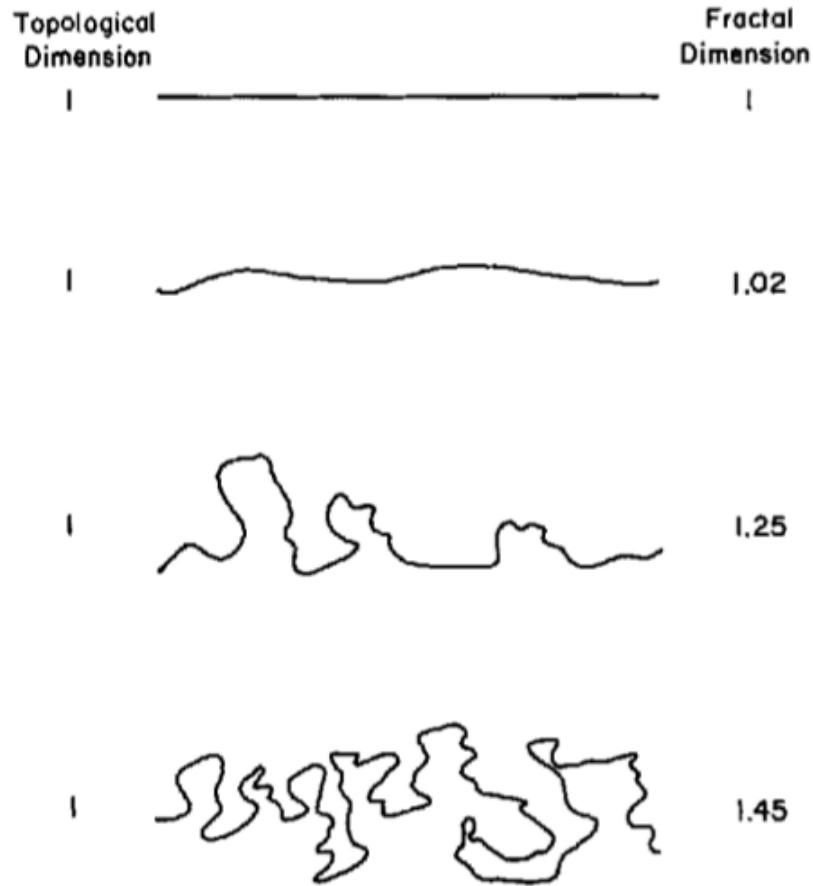 Topological
Dimension
Fractal
Dimension
1 1
1 1.02
1 1.25
1 1.45